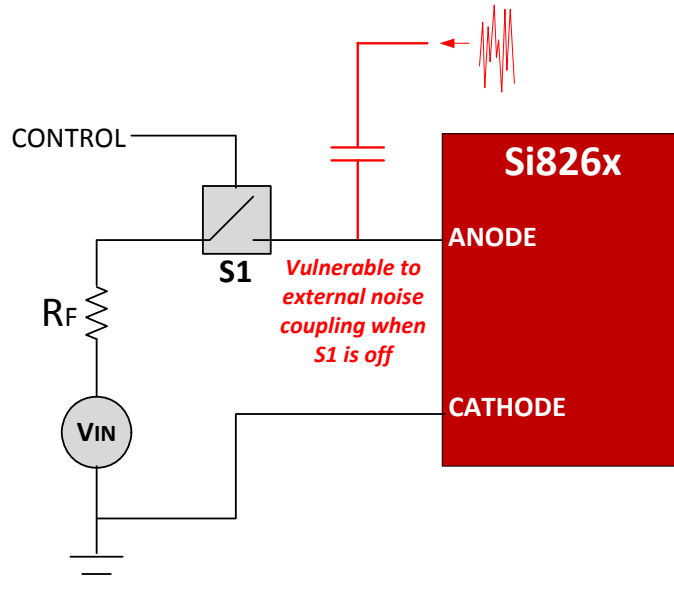 CONTROL
Si826x
ANODE
S1
Vulnerable to
external noise
coupling when
S1 is off
RF
CATHODE
VIN